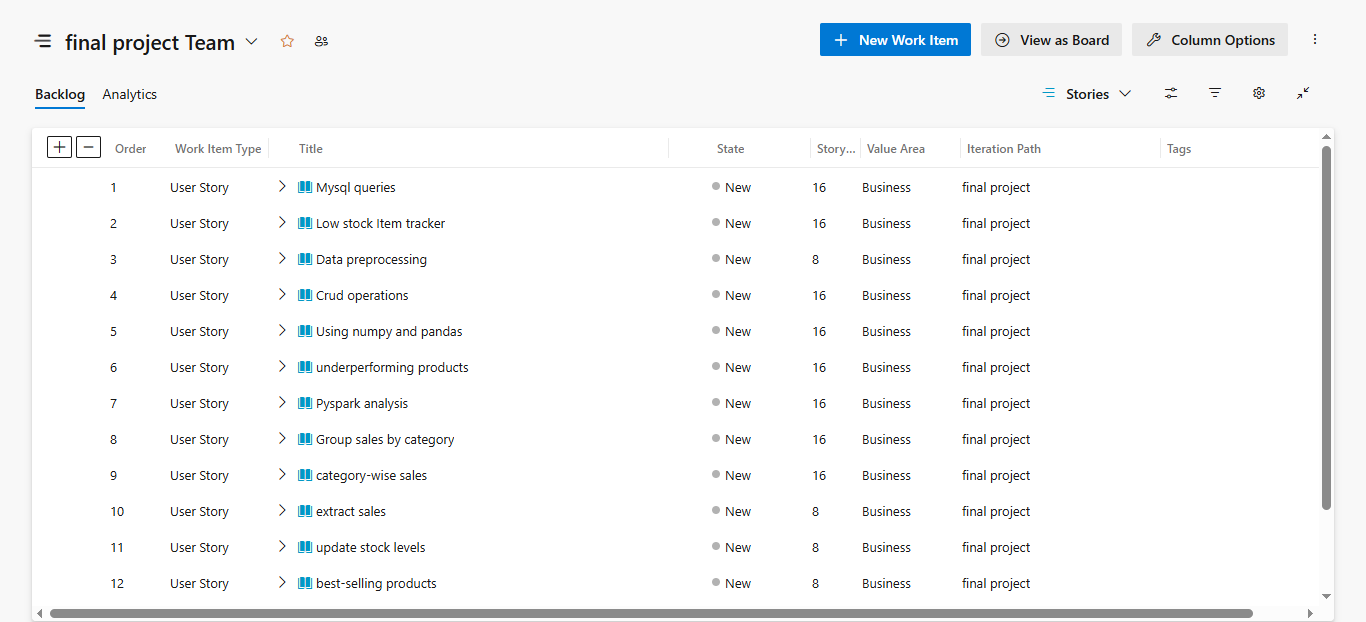 final project Team
New Work Item
View as Board
Column Options
Backlog
Analytics
Stories
Order Work Item Type Title State Story... Value Area Iteration Path Tags
1 User Story Mysql queries New 16 Business final project
2 User Story Low stock Item tracker New 16 Business final project
3 User Story Data preprocessing New 8 Business final project
4 User Story Crud operations New 16 Business final project
5 User Story Using numpy and pandas New 16 Business final project
6 User Story underperforming products New 16 Business final project
7 User Story Pyspark analysis New 16 Business final project
8 User Story Group sales by category New 16 Business final project
9 User Story category-wise sales New 16 Business final project
10 User Story extract sales New 8 Business final project
11 User Story update stock levels New 8 Business final project
12 User Story best-selling products New 8 Business final project